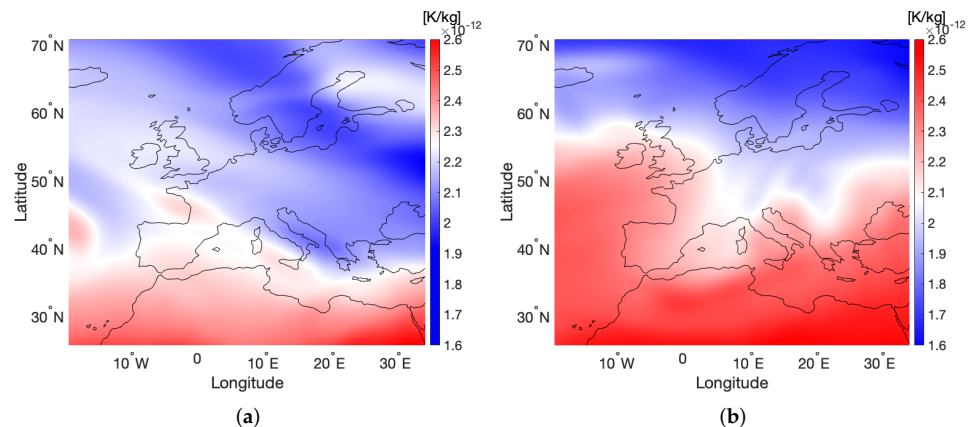 [K/kg]
×10⁻¹²
70°N
60°N
50°N
40°N
30°N
Latitude
10°W
0
10°E
20°E
30°E
Longitude
2.6
2.5
2.4
2.3
2.2
2.1
2
1.9
1.8
1.7
1.6
(a)
[K/kg]
×10⁻¹²
70°N
60°N
50°N
40°N
30°N
Latitude
10°W
0
10°E
20°E
30°E
Longitude
2.6
2.5
2.4
2.3
2.2
2.1
2
1.9
1.8
1.7
1.6
(b)